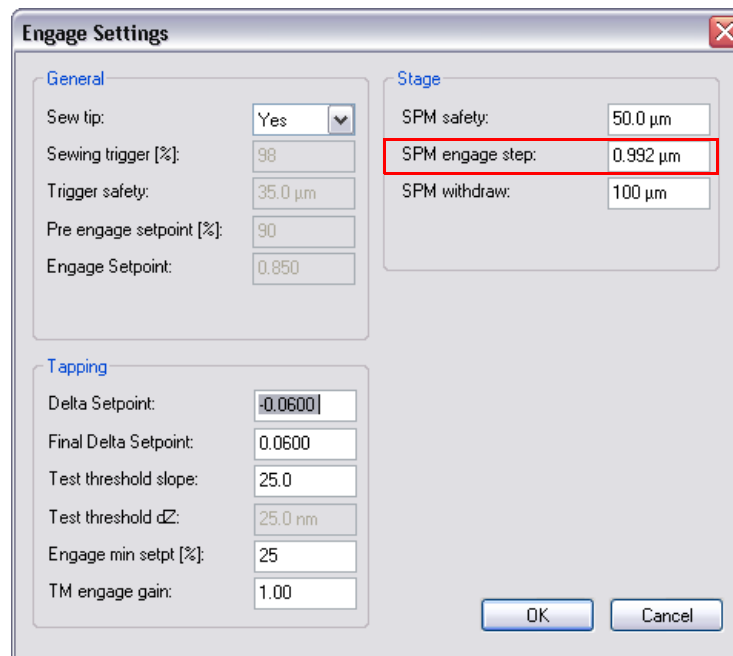 Engage Settings
General
Sew tip: Yes
Sewing trigger [%]: 98
Trigger safety: 35.0 µm
Pre engage setpoint [%]: 90
Engage Setpoint: 0.850
Stage
SPM safety: 50.0 µm
SPM engage step: 0.992 µm
SPM withdraw: 100 µm
Tapping
Delta Setpoint: -0.0600
Final Delta Setpoint: 0.0600
Test threshold slope: 25.0
Test threshold dZ: 25.0 nm
Engage min setpt [%]: 25
TM engage gain: 1.00
OK Cancel